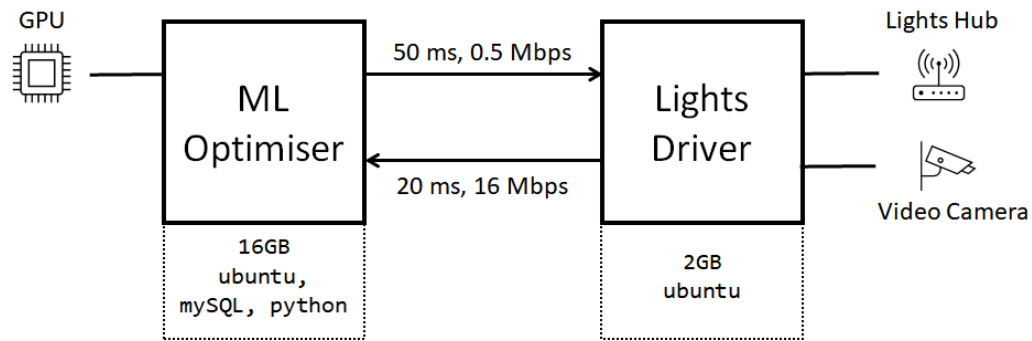 GPU
Lights Hub
50 ms, 0.5 Mbps
ML
Optimiser
Lights
Driver
20 ms, 16 Mbps
Video Camera
16GB
ubuntu,
mySQL, python
2GB
ubuntu